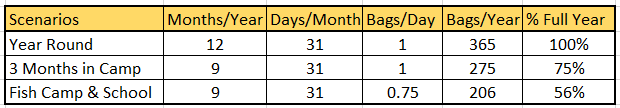 Scenarios Months/Year Days/Month Bags/Day Bags/Year % Full Year
Year Round 12 31 1 365 100%
3 Months in Camp 9 31 1 275 75%
Fish Camp & School 9 31 0.75 206 56%